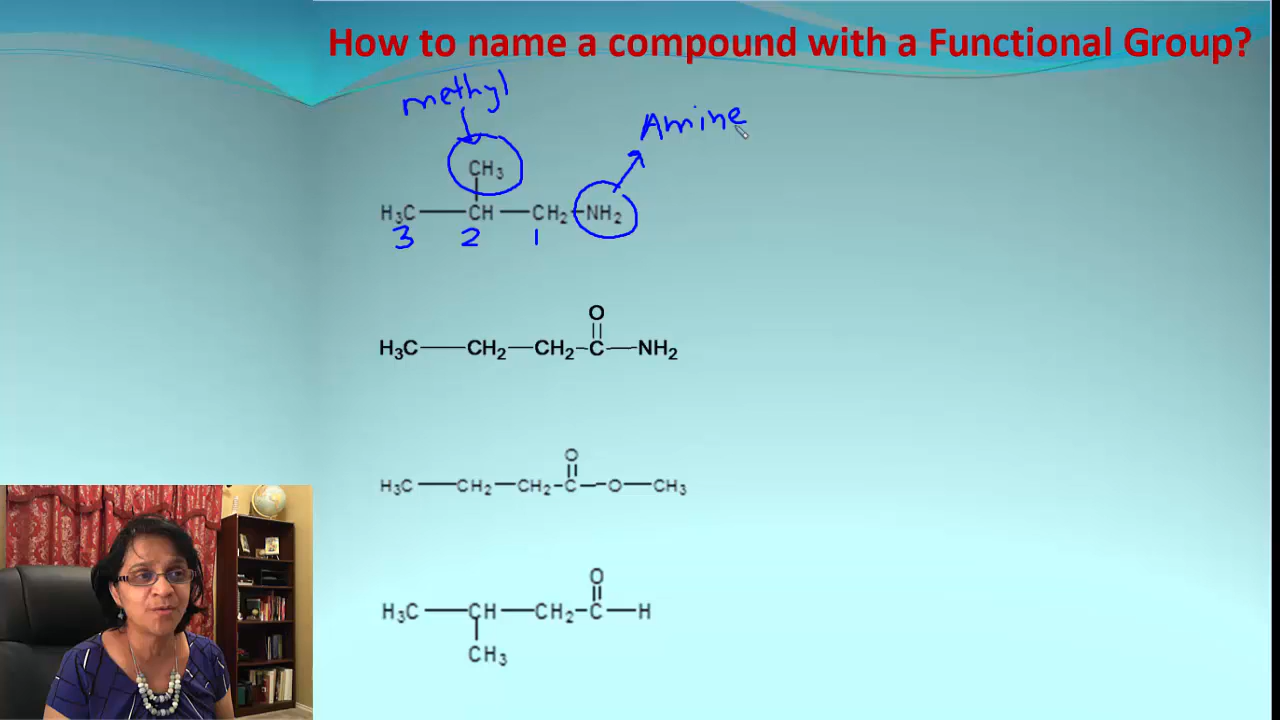 How to name a compound with a Functional Group?
methyl
Amine
CH₃
H₃C — CH — CH₂ — NH₂
3 2 1
O
H₃C — CH₂ — CH₂ - C — NH₂
O
H₃C — CH₂ — CH₂ - C — O — CH₃
O
H₃C — CH — CH₂ - C — H
CH₃